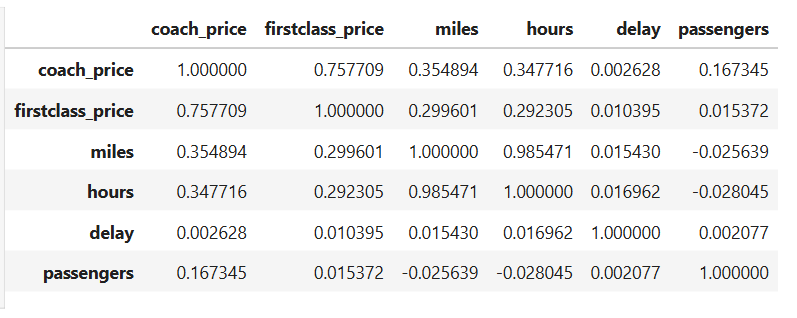 coach_price firstclass_price miles hours delay passengers
coach_price 1.000000 0.757709 0.354894 0.347716 0.002628 0.167345
firstclass_price 0.757709 1.000000 0.299601 0.292305 0.010395 0.015372
miles 0.354894 0.299601 1.000000 0.985471 0.015430 -0.025639
hours 0.347716 0.292305 0.985471 1.000000 0.016962 -0.028045
delay 0.002628 0.010395 0.015430 0.016962 1.000000 0.002077
passengers 0.167345 0.015372 -0.025639 -0.028045 0.002077 1.000000